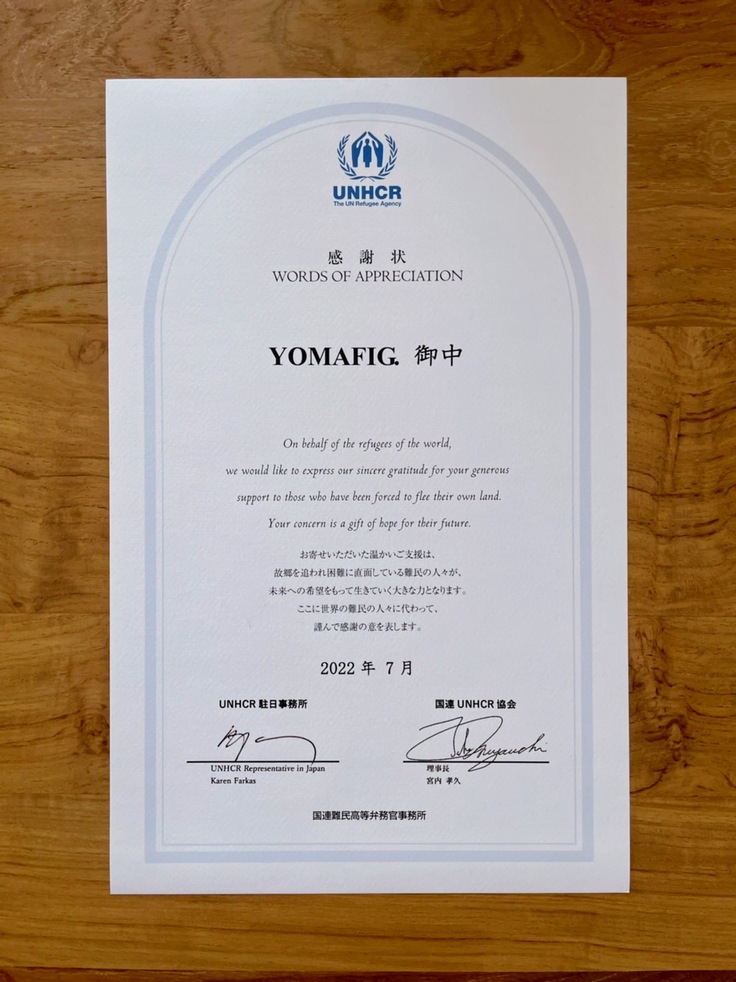 UNHCR
The UN Refugee Agency
感謝状
WORDS OF APPRECIATION
YOMAFIG. 御中
On behalf of the refugees of the world,
we would like to express our sincere gratitude for your generous
support to those who have been forced to flee their own land.
Your concern is a gift of hope for their future.
お寄せいただいた温かいご支援は、
故郷を追われ困難に直面している難民の人々が、
未来への希望をもって生きていく大きな力となります。
ここに世界の難民の人々に代わって、
謹んで感謝の意を表します。
2022 年 7 月
UNHCR 駐日事務所
UNHCR Representative in Japan
Karen Farkas
国連 UNHCR 協会
理事長
宮内 孝久
国連難民高等弁務官事務所